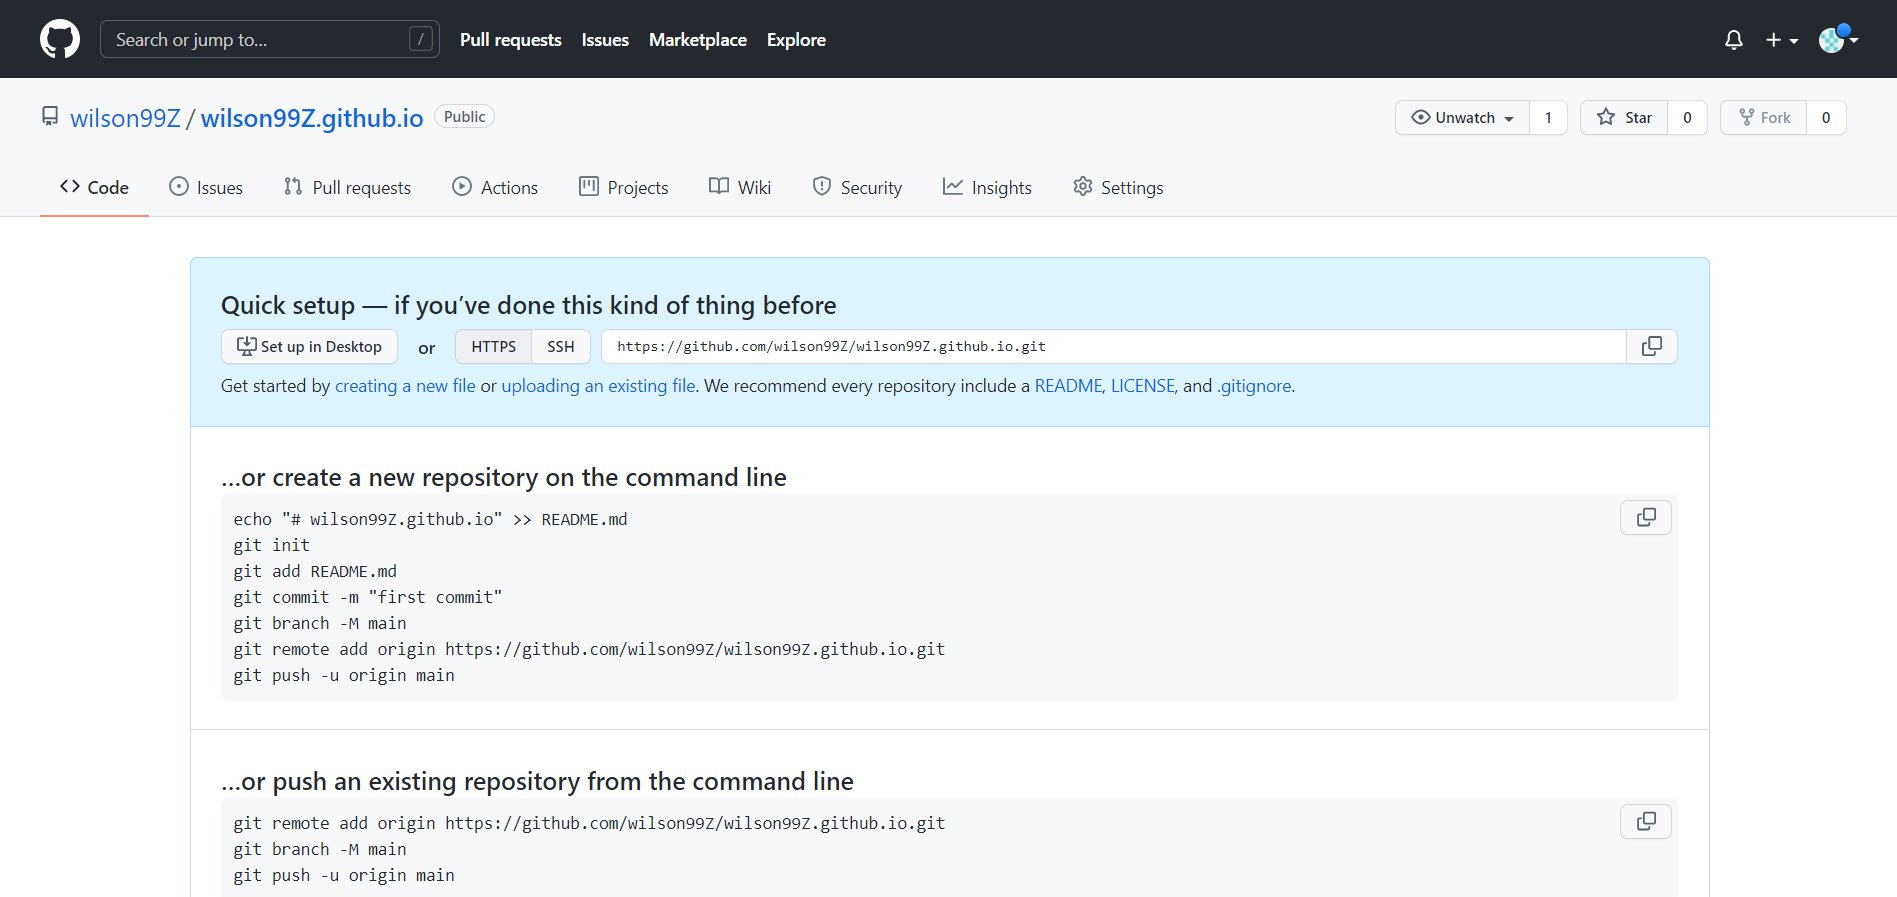 Search or jump to... / Pull requests Issues Marketplace Explore
wilson99Z / wilson99Z.github.io Public Unwatch 1 Star 0 Fork 0
Code Issues Pull requests Actions Projects Wiki Security Insights Settings
Quick setup — if you’ve done this kind of thing before
Set up in Desktop or HTTPS SSH https://github.com/wilson99Z/wilson99Z.github.io.git
Get started by creating a new file or uploading an existing file. We recommend every repository include a README, LICENSE, and .gitignore.
…or create a new repository on the command line
echo "# wilson99Z.github.io" >> README.md
git init
git add README.md
git commit -m "first commit"
git branch -M main
git remote add origin https://github.com/wilson99Z/wilson99Z.github.io.git
git push -u origin main
…or push an existing repository from the command line
git remote add origin https://github.com/wilson99Z/wilson99Z.github.io.git
git branch -M main
git push -u origin main